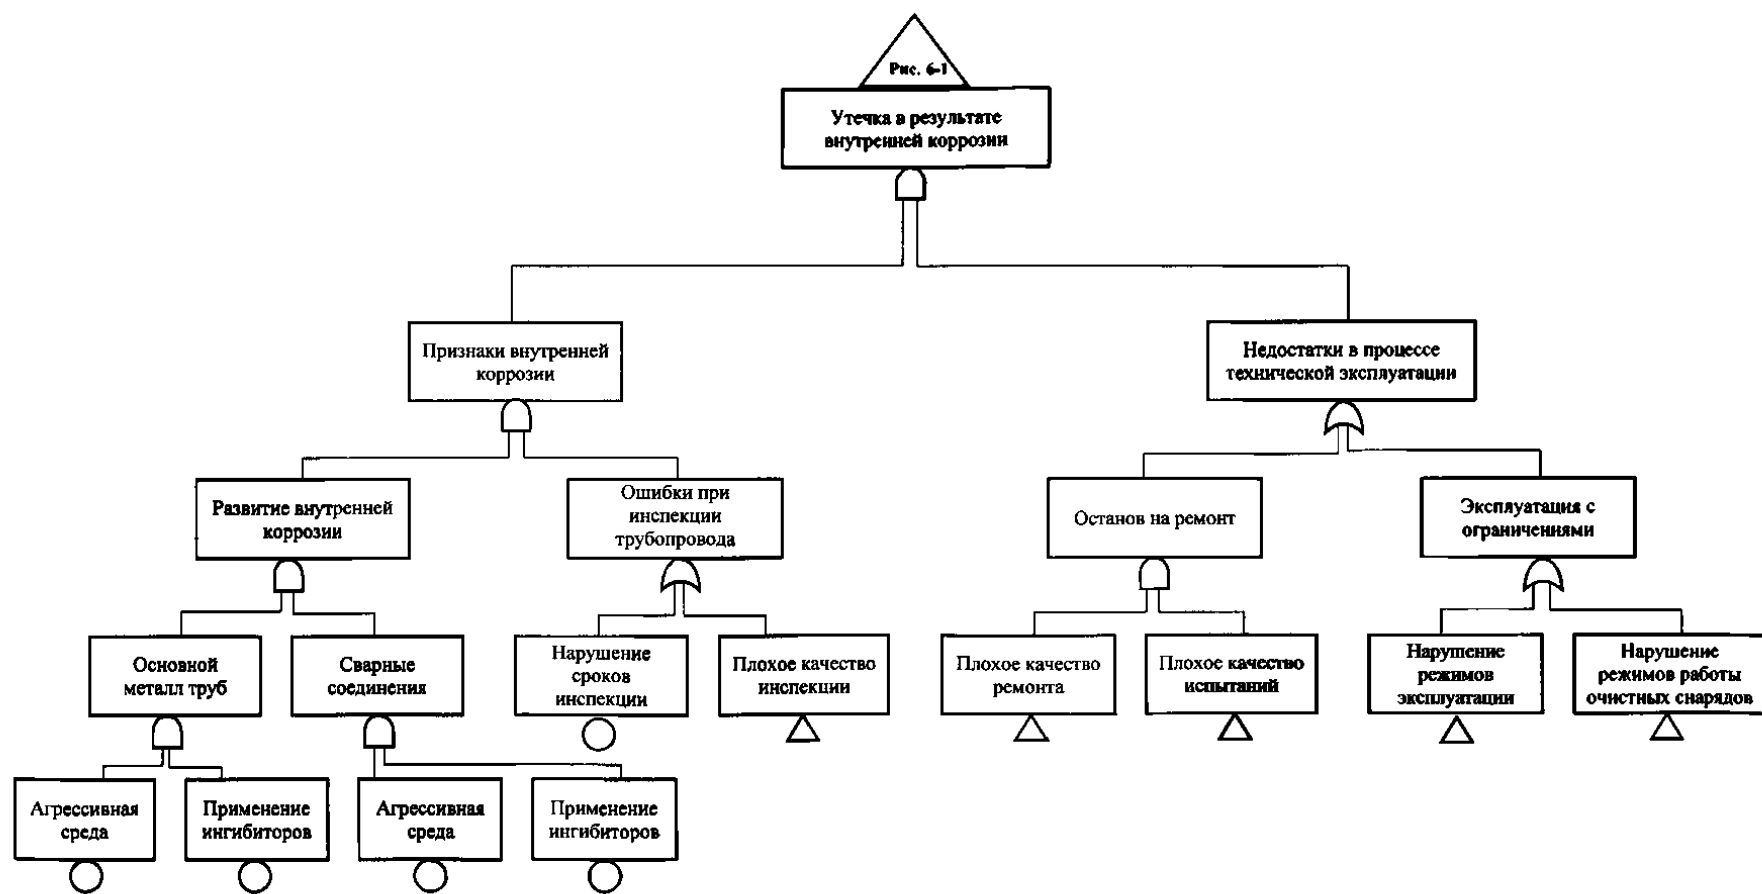 Рис. 6-1
Утечка в результате
внутренней коррозии
Признаки внутренней
коррозии
Недостатки в процессе
технической эксплуатации
Развитие внутренней
коррозии
Ошибки при
инспекции
трубопровода
Останов на ремонт
Эксплуатация с
ограничениями
Основной
металл труб
Сварные
соединения
Нарушение
сроков
инспекции
Плохое качество
инспекции
Плохое качество
ремонта
Плохое качество
испытаний
Нарушение
режимов
эксплуатации
Нарушение
режимов работы
очистных снарядов
Агрессивная
среда
Применение
ингибиторов
Агрессивная
среда
Применение
ингибиторов